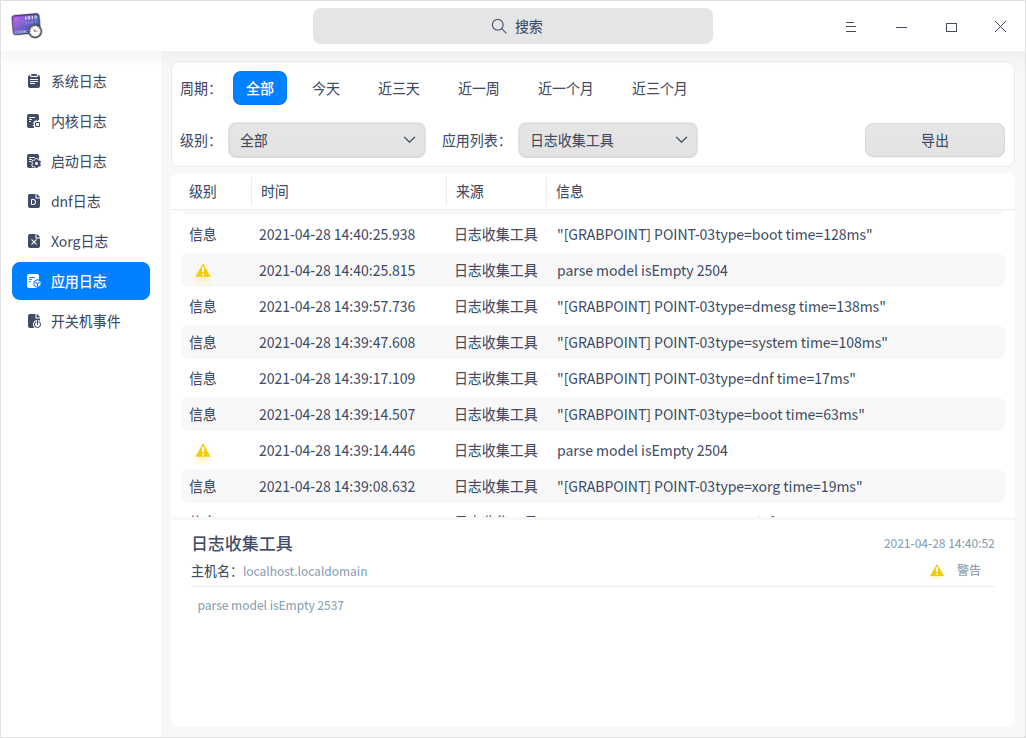 搜索
系统日志
内核日志
启动日志
dnf日志
Xorg日志
应用日志
开关机事件
周期： 全部 今天 近三天 近一周 近一个月 近三个月
级别： 全部 应用列表： 日志收集工具 导出
级别 时间 来源 信息
信息 2021-04-28 14:40:25.938 日志收集工具 "[GRABPOINT] POINT-03type=boot time=128ms"
2021-04-28 14:40:25.815 日志收集工具 parse model isEmpty 2504
信息 2021-04-28 14:39:57.736 日志收集工具 "[GRABPOINT] POINT-03type=dmesg time=138ms"
信息 2021-04-28 14:39:47.608 日志收集工具 "[GRABPOINT] POINT-03type=system time=108ms"
信息 2021-04-28 14:39:17.109 日志收集工具 "[GRABPOINT] POINT-03type=dnf time=17ms"
信息 2021-04-28 14:39:14.507 日志收集工具 "[GRABPOINT] POINT-03type=boot time=63ms"
2021-04-28 14:39:14.446 日志收集工具 parse model isEmpty 2504
信息 2021-04-28 14:39:08.632 日志收集工具 "[GRABPOINT] POINT-03type=xorg time=19ms"
日志收集工具 2021-04-28 14:40:52
主机名： localhost.localdomain 警告
parse model isEmpty 2537